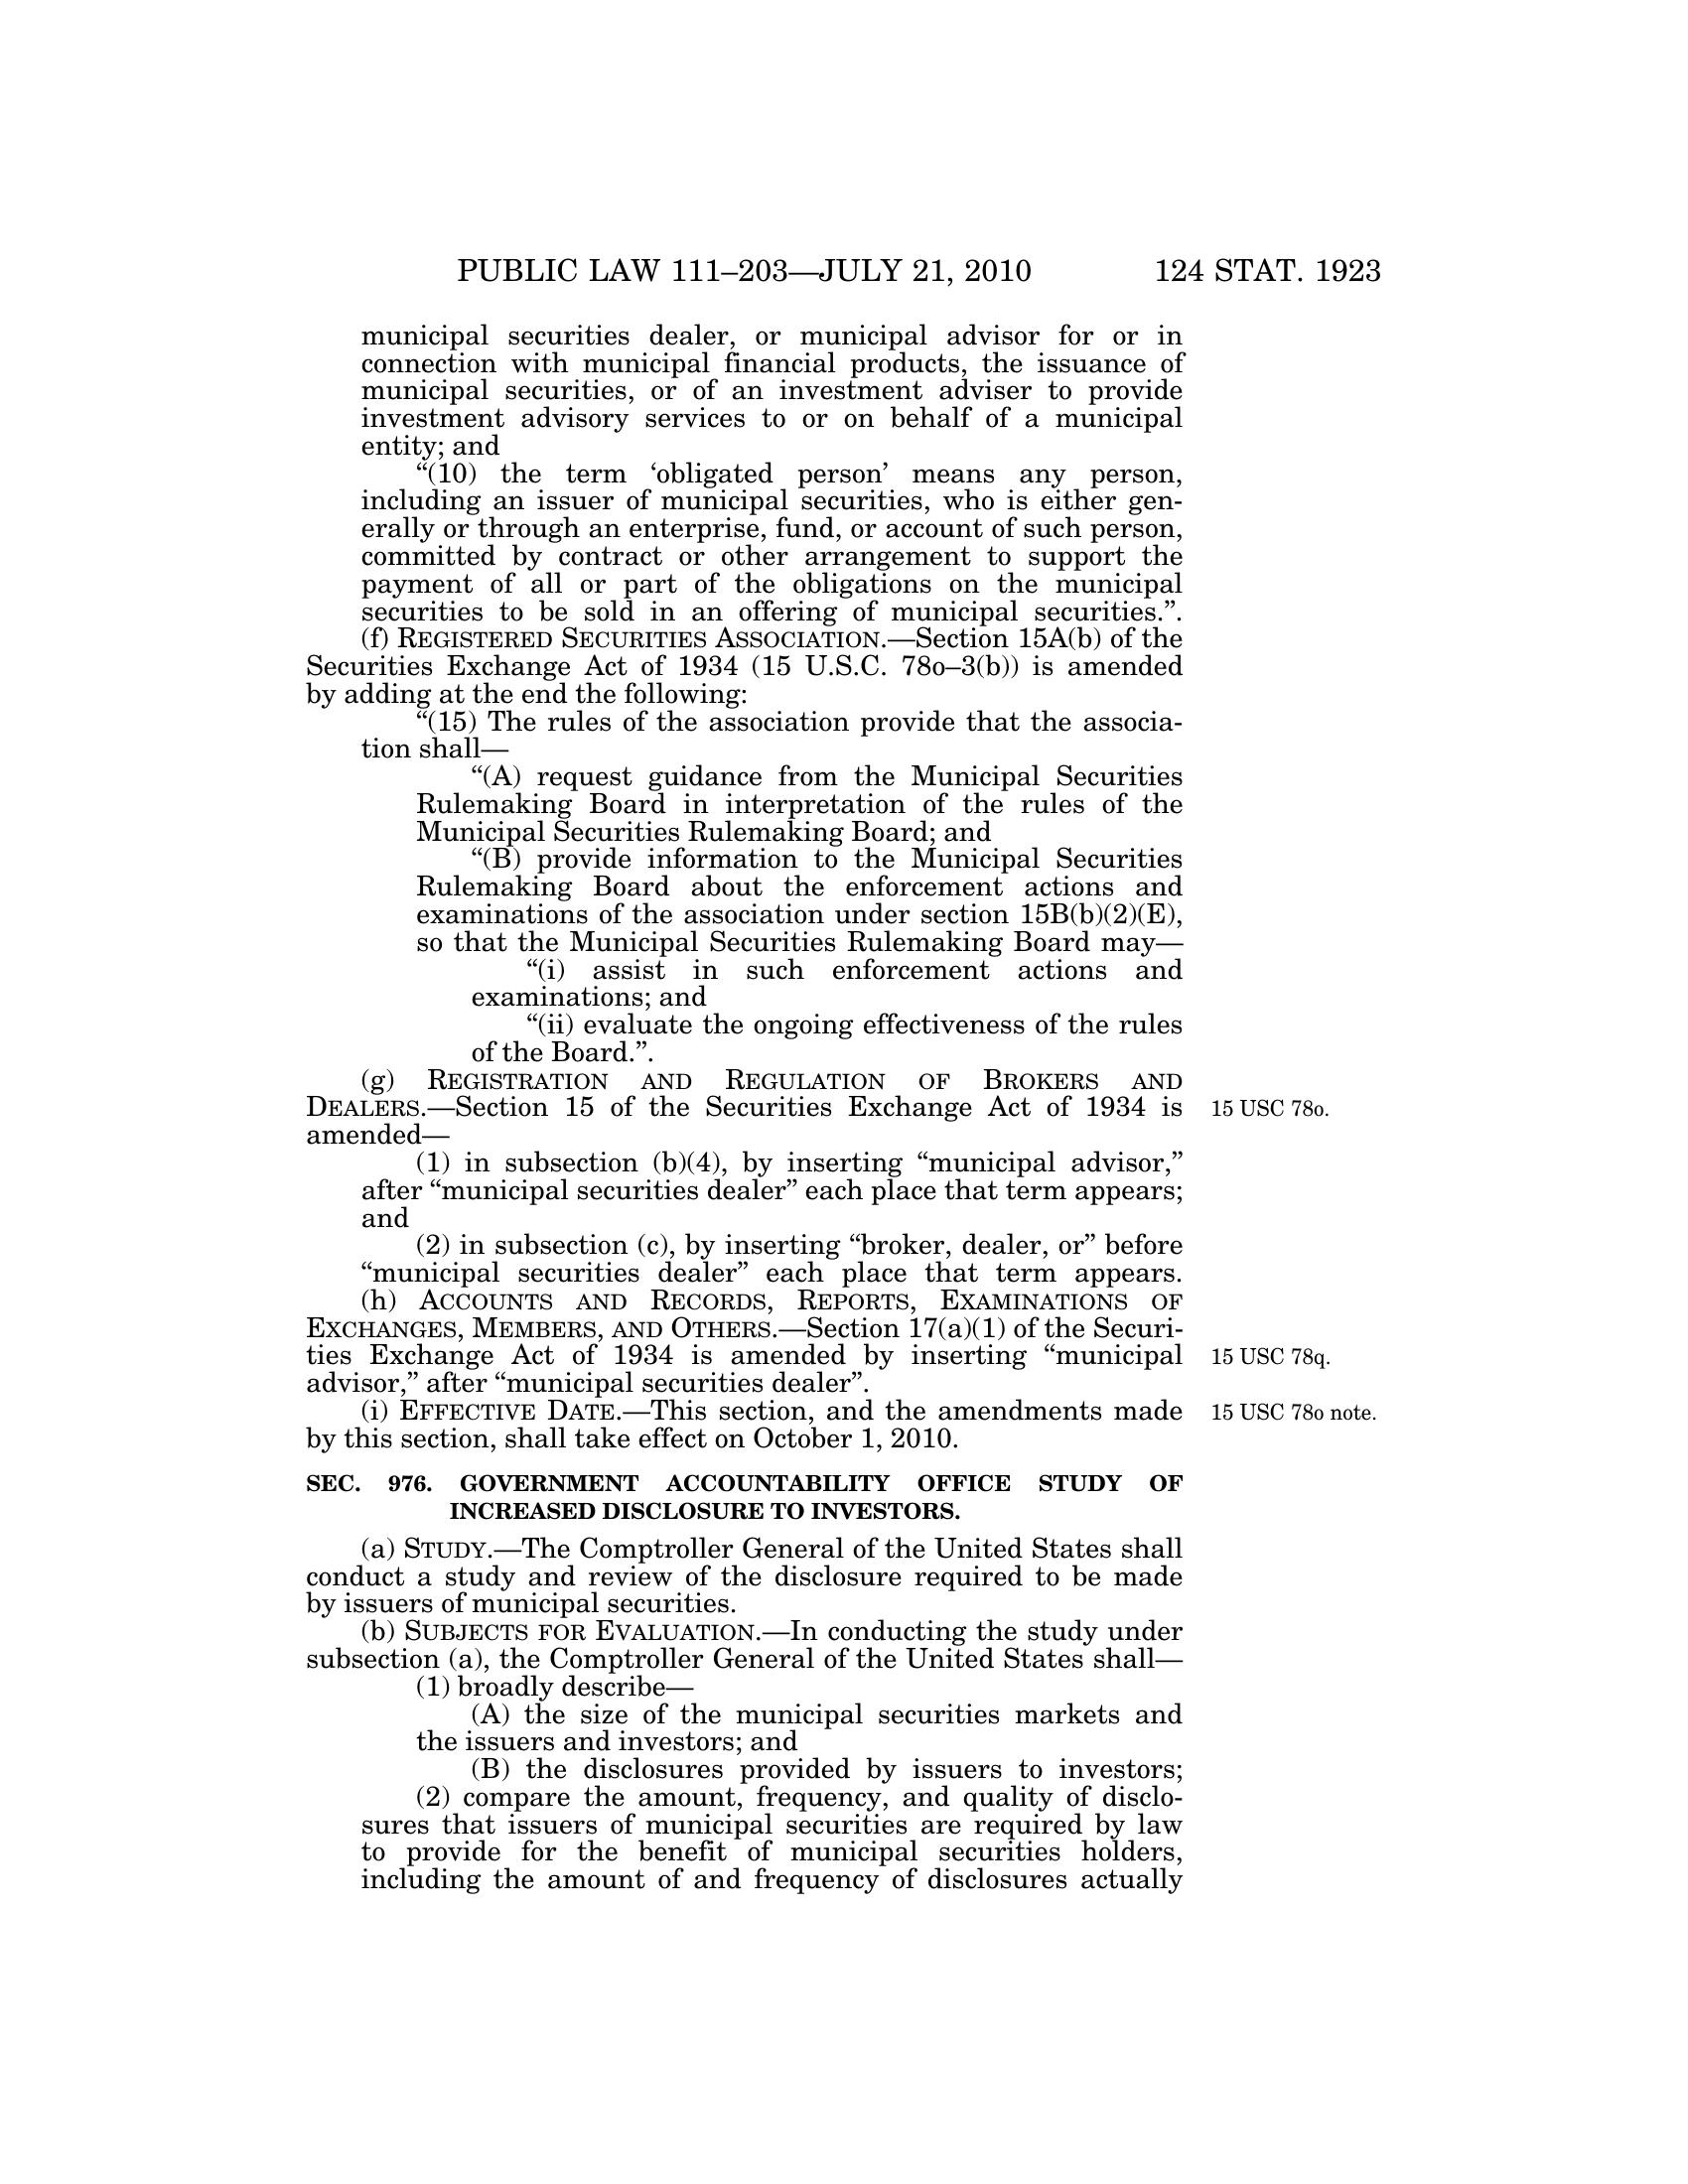 PUBLIC LAW 111–203—JULY 21, 2010 124 STAT. 1923
municipal securities dealer, or municipal advisor for or in
connection with municipal financial products, the issuance of
municipal securities, or of an investment adviser to provide
investment advisory services to or on behalf of a municipal
entity; and
“(10) the term ‘obligated person’ means any person,
including an issuer of municipal securities, who is either gen-
erally or through an enterprise, fund, or account of such person,
committed by contract or other arrangement to support the
payment of all or part of the obligations on the municipal
securities to be sold in an offering of municipal securities.”.
(f) REGISTERED SECURITIES ASSOCIATION.—Section 15A(b) of the
Securities Exchange Act of 1934 (15 U.S.C. 78o–3(b)) is amended
by adding at the end the following:
“(15) The rules of the association provide that the associa-
tion shall—
“(A) request guidance from the Municipal Securities
Rulemaking Board in interpretation of the rules of the
Municipal Securities Rulemaking Board; and
“(B) provide information to the Municipal Securities
Rulemaking Board about the enforcement actions and
examinations of the association under section 15B(b)(2)(E),
so that the Municipal Securities Rulemaking Board may—
“(i) assist in such enforcement actions and
examinations; and
“(ii) evaluate the ongoing effectiveness of the rules
of the Board.”.
(g) REGISTRATION AND REGULATION OF BROKERS AND
DEALERS.—Section 15 of the Securities Exchange Act of 1934 is
15 USC 78o.
amended—
(1) in subsection (b)(4), by inserting “municipal advisor,”
after “municipal securities dealer” each place that term appears;
and
(2) in subsection (c), by inserting “broker, dealer, or” before
“municipal securities dealer” each place that term appears.
(h) ACCOUNTS AND RECORDS, REPORTS, EXAMINATIONS OF
EXCHANGES, MEMBERS, AND OTHERS.—Section 17(a)(1) of the Securi-
ties Exchange Act of 1934 is amended by inserting “municipal
15 USC 78q.
advisor,” after “municipal securities dealer”.
(i) EFFECTIVE DATE.—This section, and the amendments made
15 USC 78o note.
by this section, shall take effect on October 1, 2010.
SEC. 976. GOVERNMENT ACCOUNTABILITY OFFICE STUDY OF
INCREASED DISCLOSURE TO INVESTORS.
(a) STUDY.—The Comptroller General of the United States shall
conduct a study and review of the disclosure required to be made
by issuers of municipal securities.
(b) SUBJECTS FOR EVALUATION.—In conducting the study under
subsection (a), the Comptroller General of the United States shall—
(1) broadly describe—
(A) the size of the municipal securities markets and
the issuers and investors; and
(B) the disclosures provided by issuers to investors;
(2) compare the amount, frequency, and quality of disclo-
sures that issuers of municipal securities are required by law
to provide for the benefit of municipal securities holders,
including the amount of and frequency of disclosures actually